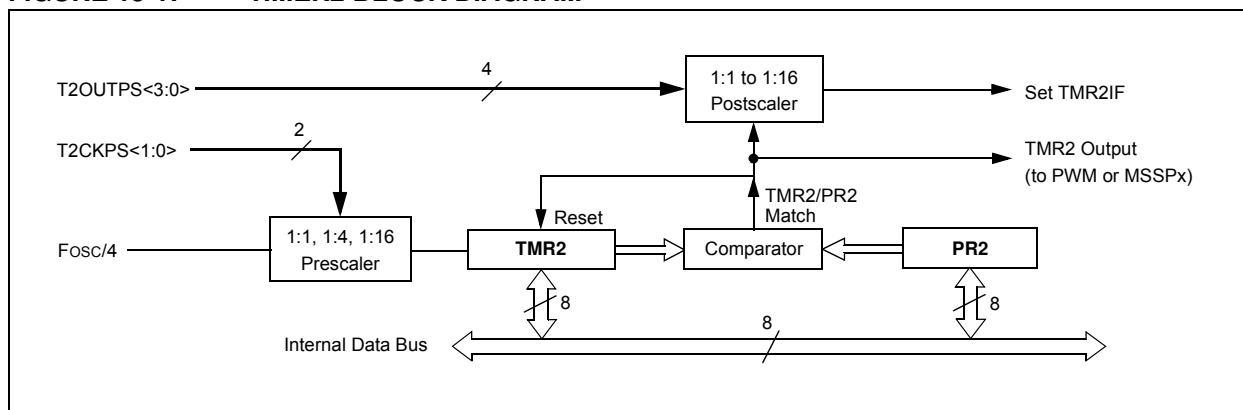 4
1:1 to 1:16
Postscaler
T2OUTPS<3:0>
Set TMR2IF
2
T2CKPS<1:0>
TMR2 Output
(to PWM or MSSPx)
TMR2/PR2
Match
Reset
1:1, 1:4, 1:16
Prescaler
FOSC/4
TMR2
Comparator
PR2
8
8
8
Internal Data Bus